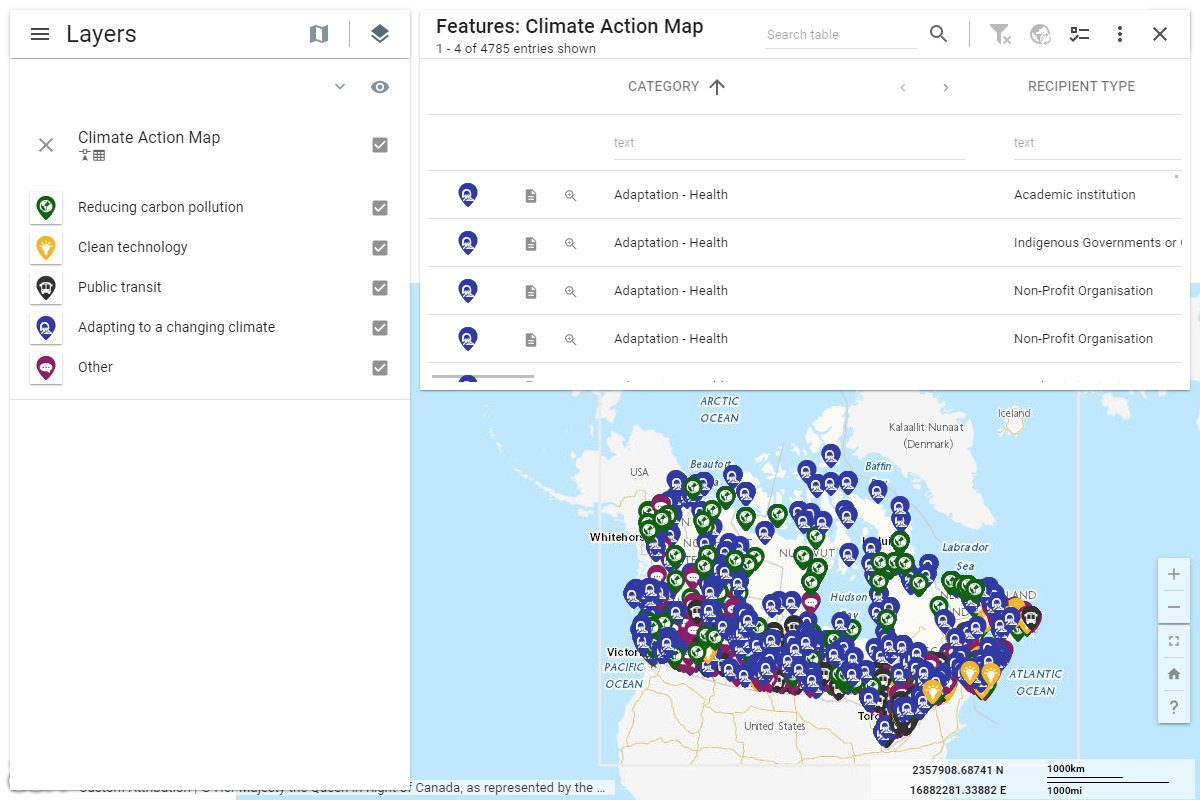 Layers
Climate Action Map
Reducing carbon pollution
Clean technology
Public transit
Adapting to a changing climate
Other
Features: Climate Action Map
1 - 4 of 4785 entries shown
Search table
CATEGORY
RECIPIENT TYPE
text
text
Adaptation - Health
Academic institution
Adaptation - Health
Indigenous Governments or
Adaptation - Health
Non-Profit Organisation
Adaptation - Health
Non-Profit Organisation
ARCTIC
OCEAN
Iceland
Kalaallit Nunaat
(Denmark)
USA
Beaufort
Baffin
Whitehors
Labrador
Sea
Hudson
Victor
PACIFIC
OCEAN
ATLANTIC
OCEAN
United States
Toro
+
−
?
2357908.68741 N
16882281.33882 E
1000km
1000mi
Custom Attribution | © Her Majesty the Queen in Right of Canada, as represented by the ...